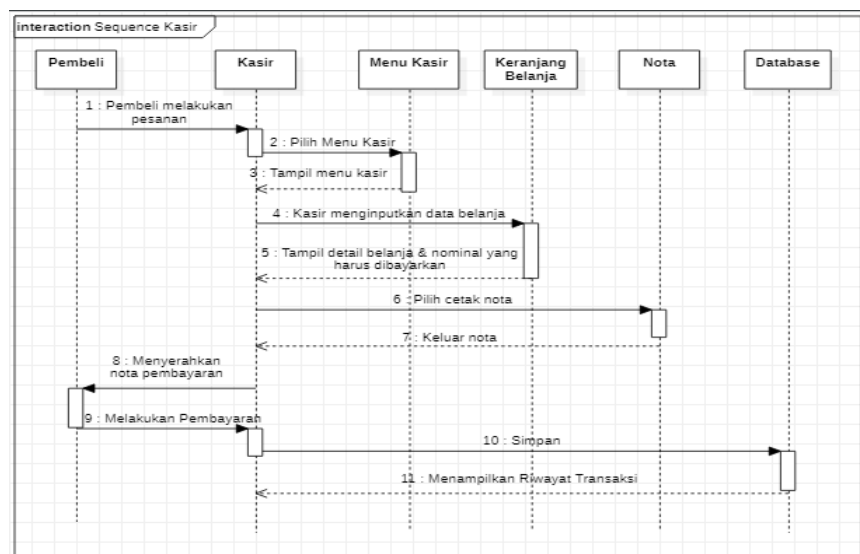 interaction Sequence Kasir
Pembeli
Kasir
Menu Kasir
Keranjang
Belanja
Nota
Database
1 : Pembeli melakukan
pesanan
2 : Pilih Menu Kasir
3 : Tampil menu kasir
4 : Kasir menginputkan data belanja
5 : Tampil detail belanja & nominal yang
harus dibayarkan
6 : Pilih cetak nota
7 : Keluar nota
8 : Menyerahkan
nota pembayaran
9 : Melakukan Pembayaran
10 : Simpan
11 : Menampilkan Riwayat Transaksi